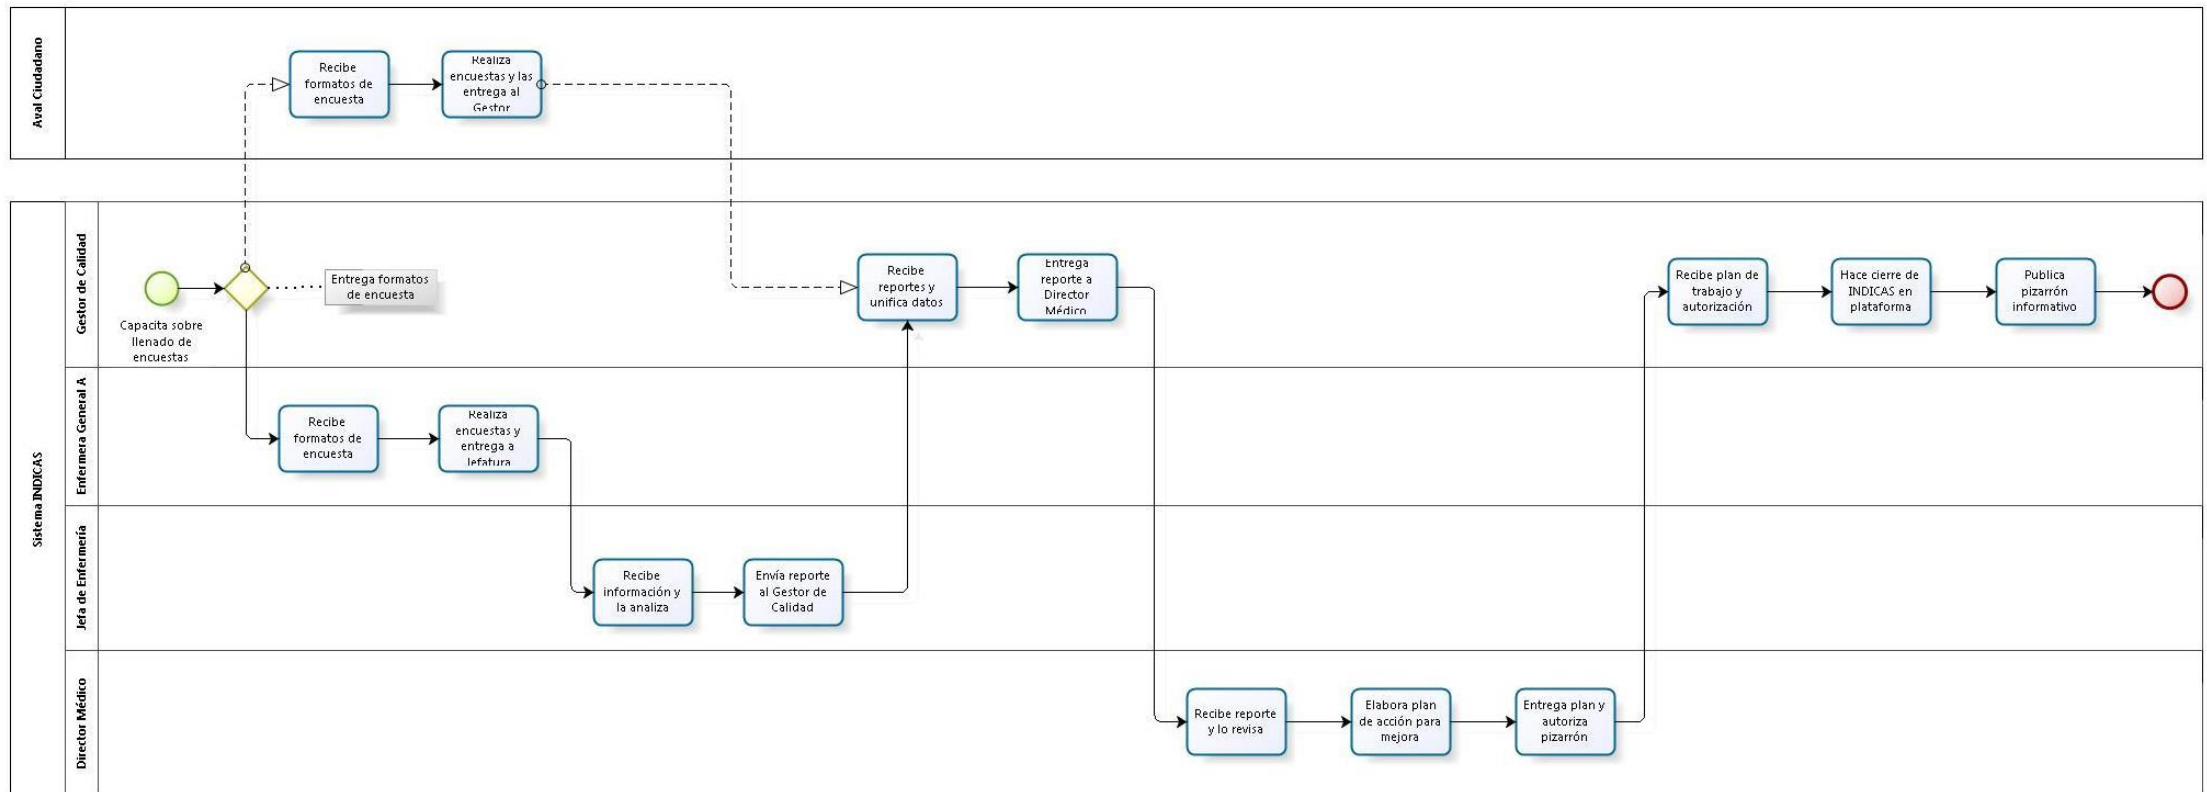 Aval Ciudadano
Recibe
formatos de
encuesta
Realiza
encuestas y las
entrega al
Gestor
Sistema INDICAS
Gestor de Calidad
Capacita sobre
llenado de
encuestas
Entrega formatos
de encuesta
Recibe
reportes y
unifica datos
Entrega
reporte a
Director
Médico
Recibe plan de
trabajo y
autorización
Hace cierre de
INDICAS en
plataforma
Publica
pizarrón
informativo
Enfermera General A
Recibe
formatos de
encuesta
Realiza
encuestas y
entrega a
Jefatura
Jefa de Enfermería
Recibe
información y
la analiza
Envía reporte
al Gestor de
Calidad
Director Médico
Recibe reporte
y lo revisa
Elabora plan
de acción para
mejora
Entrega plan y
autoriza
pizarrón